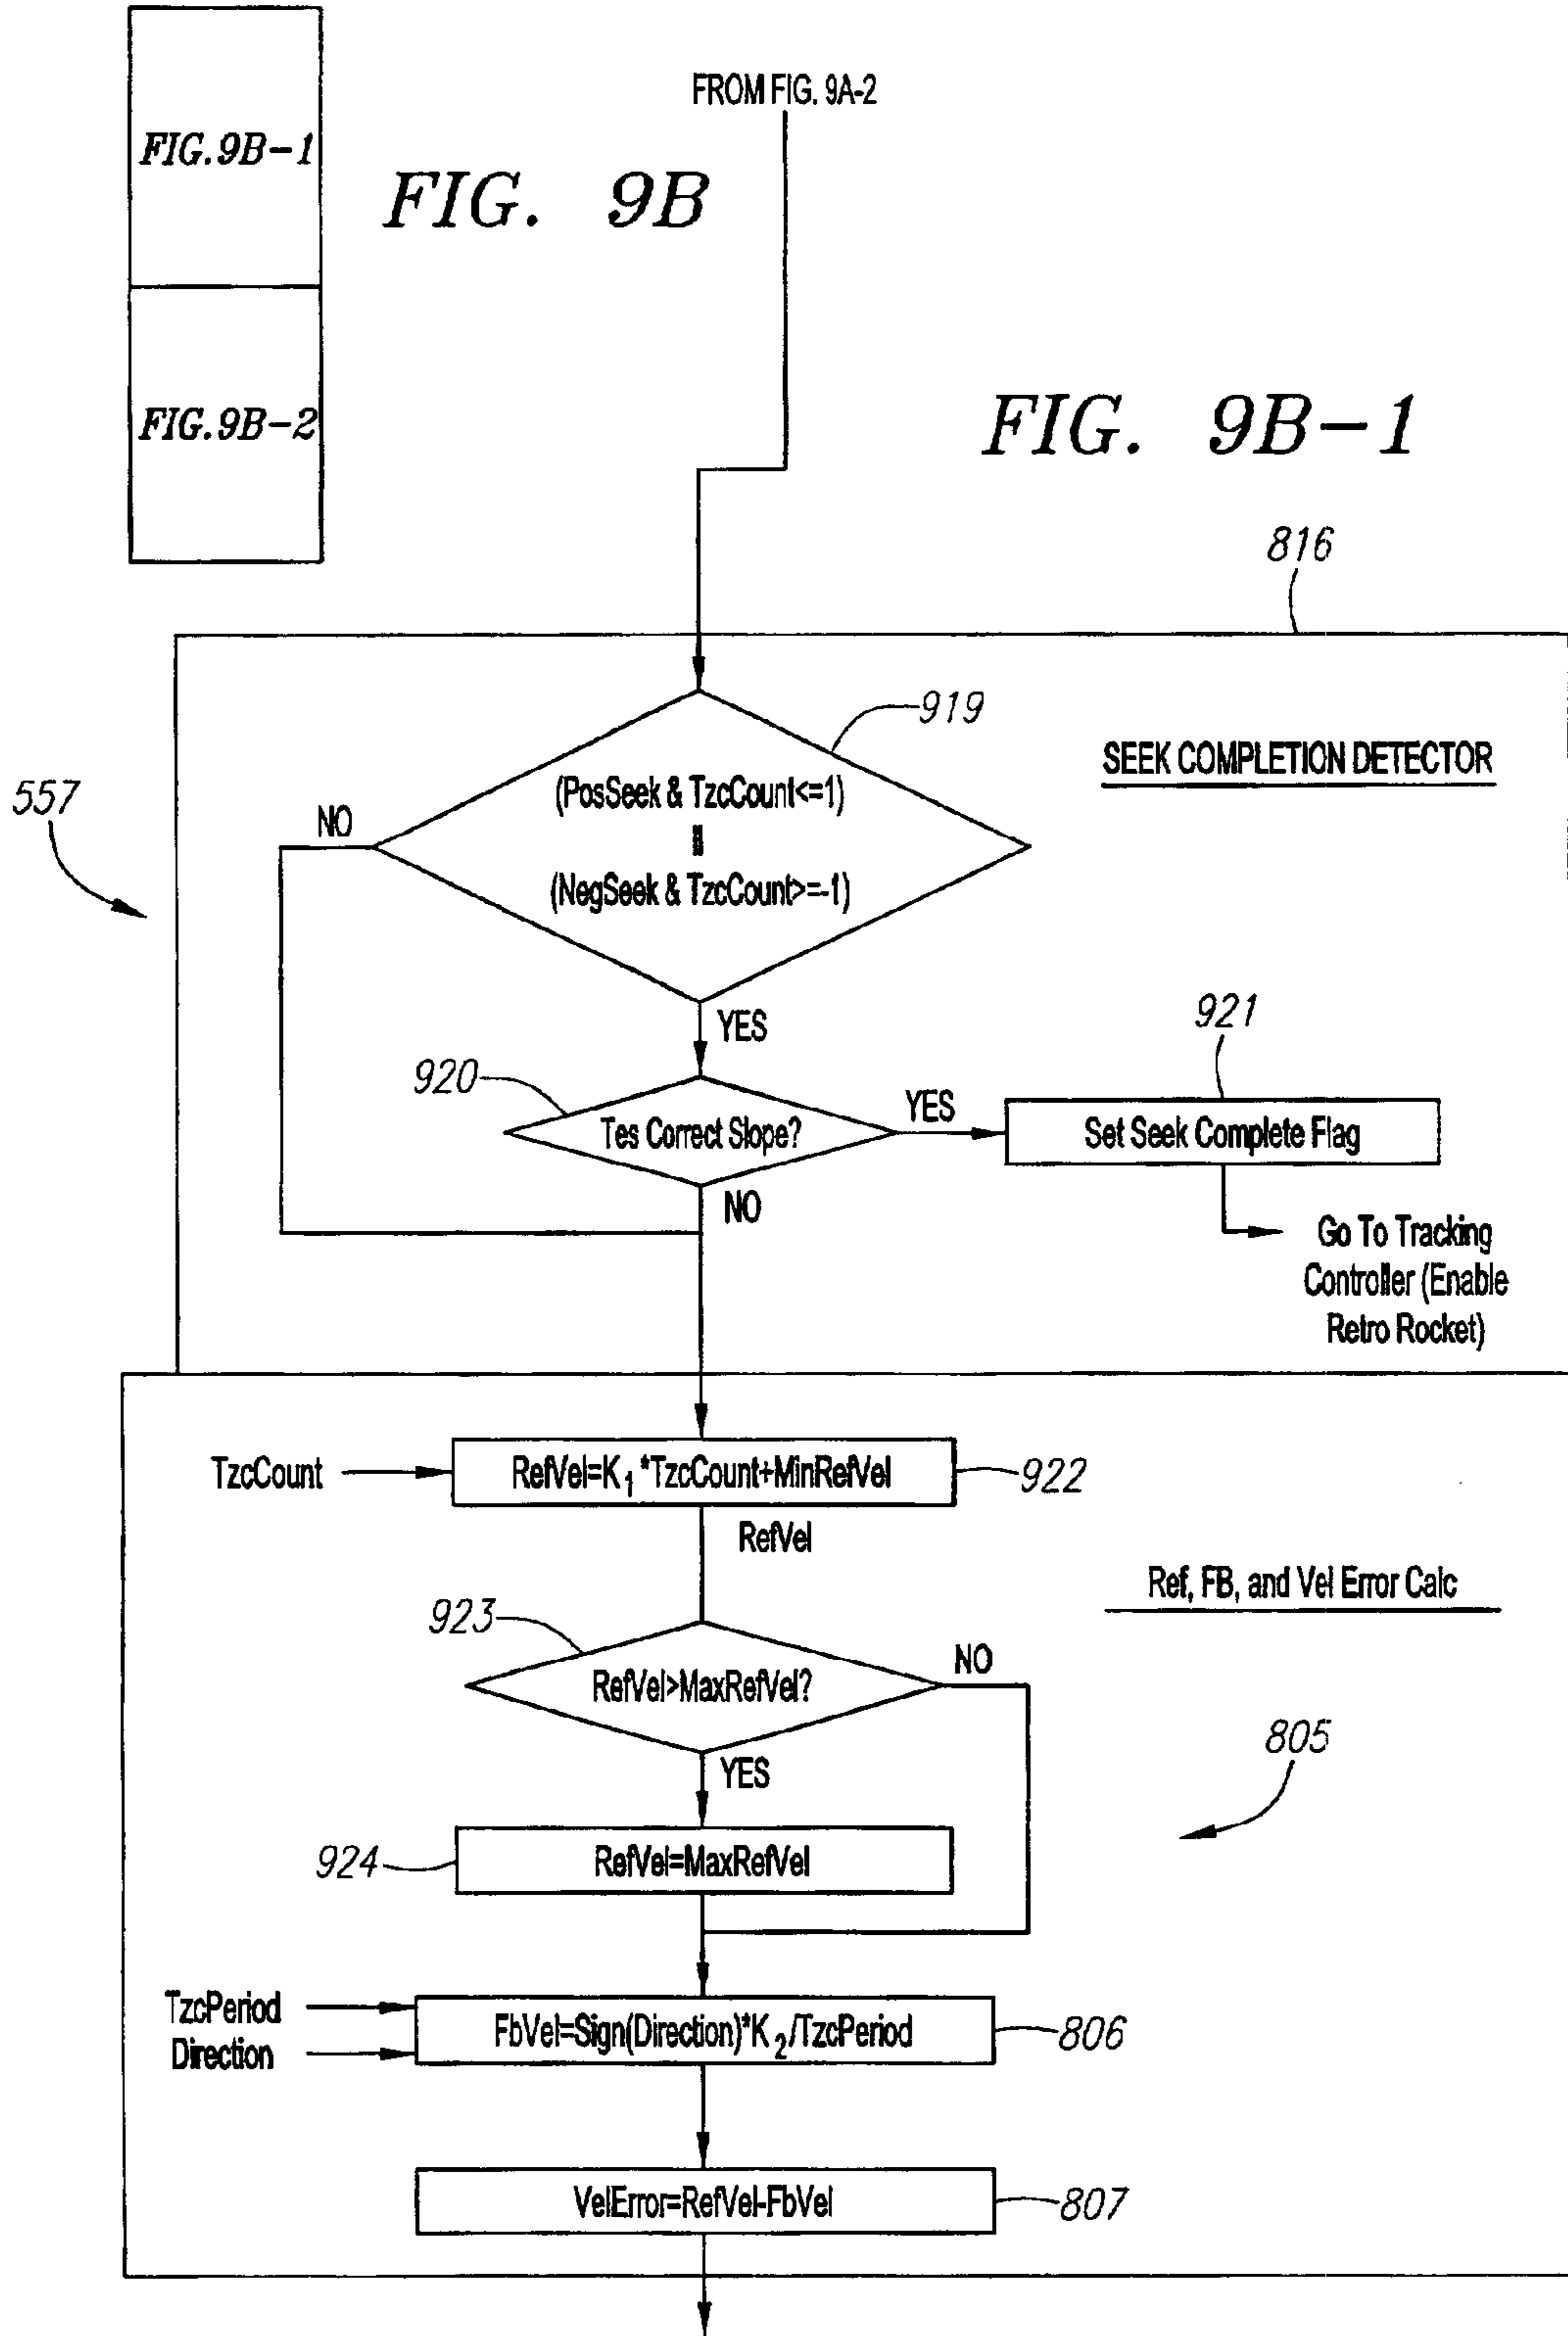 FIG. 9B-1
FIG. 9B-2
FIG. 9B
FROM FIG. 9A-2
FIG. 9B-1
816
557
919
SEEK COMPLETION DETECTOR
(PosSeek & TzcCount<=1)
||
(NegSeek & TzcCount>=-1)
NO
YES
920
Tes Correct Slope?
YES
921
Set Seek Complete Flag
NO
Go To Tracking
Controller (Enable
Retro Rocket)
TzcCount
RefVel=K1*TzcCount+MinRefVel
922
RefVel
Ref, FB, and Vel Error Calc
923
RefVel>MaxRefVel?
NO
YES
805
924
RefVel=MaxRefVel
TzcPeriod
Direction
FbVel=Sign(Direction)*K2/TzcPeriod
806
VelError=RefVel-FbVel
807